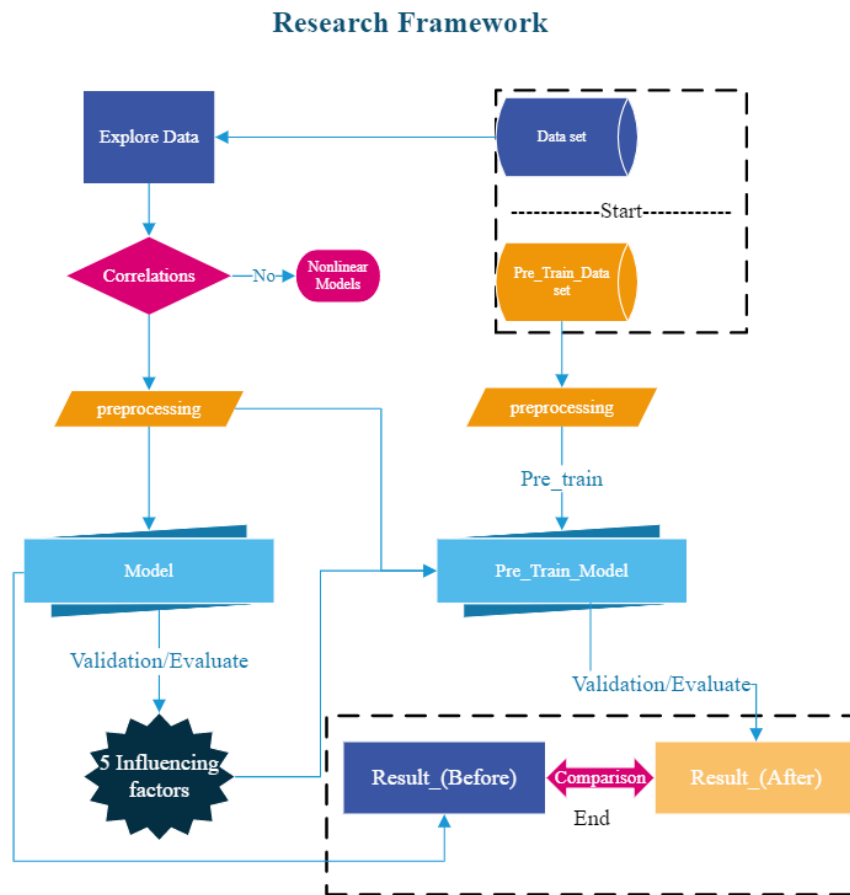 Research Framework
Explore Data
Data set
Start
Correlations
No
Nonlinear
Models
Pre_Train_Data
set
preprocessing
preprocessing
Pre_train
Model
Pre_Train_Model
Validation/Evaluate
Validation/Evaluate
5 Influencing
factors
Result_(Before)
Comparison
Result_(After)
End